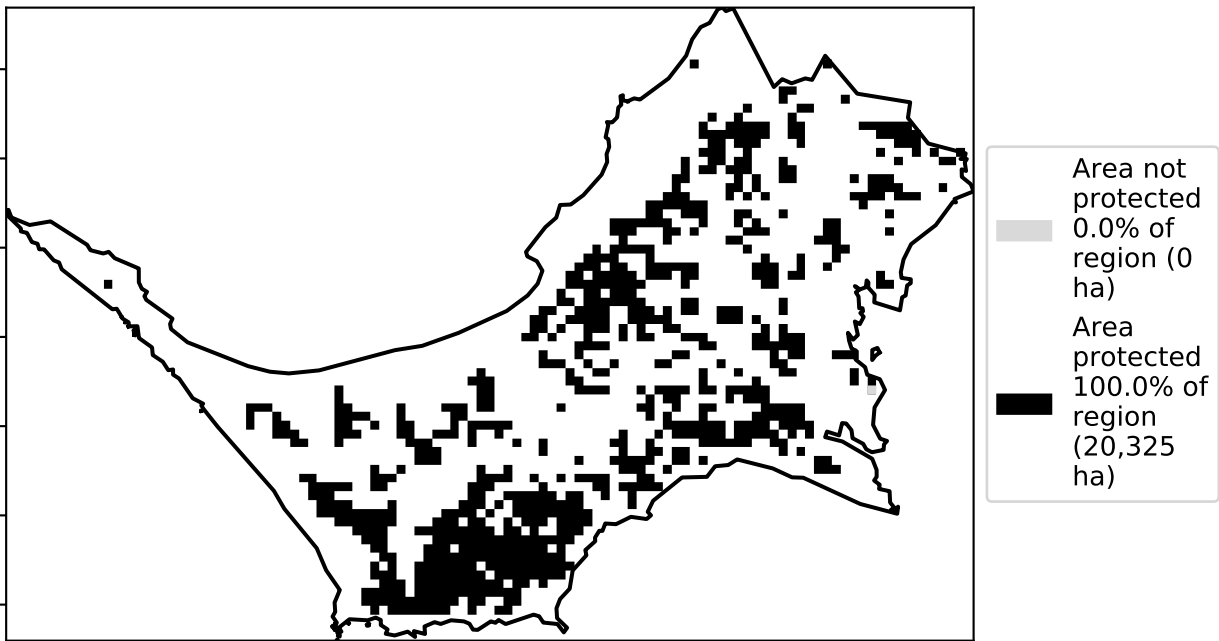 Area not
protected
0.0% of
region (0
ha)
Area
protected
100.0% of
region
(20,325
ha)